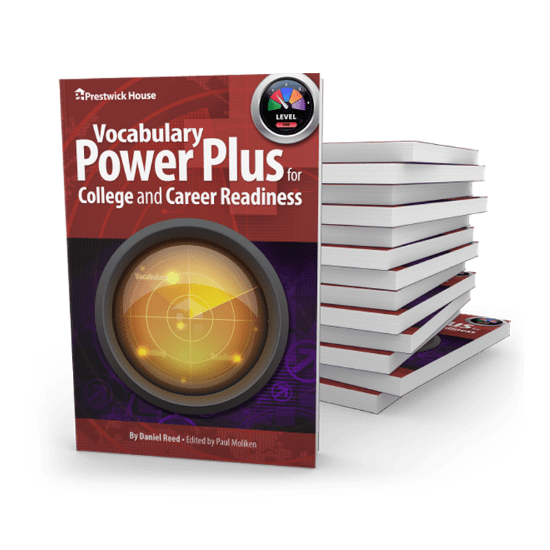 Prestwick House
LEVEL
Vocabulary
Power Plus for
College and Career Readiness
Vocabulary
By Daniel Reed • Edited by Paul Moliken